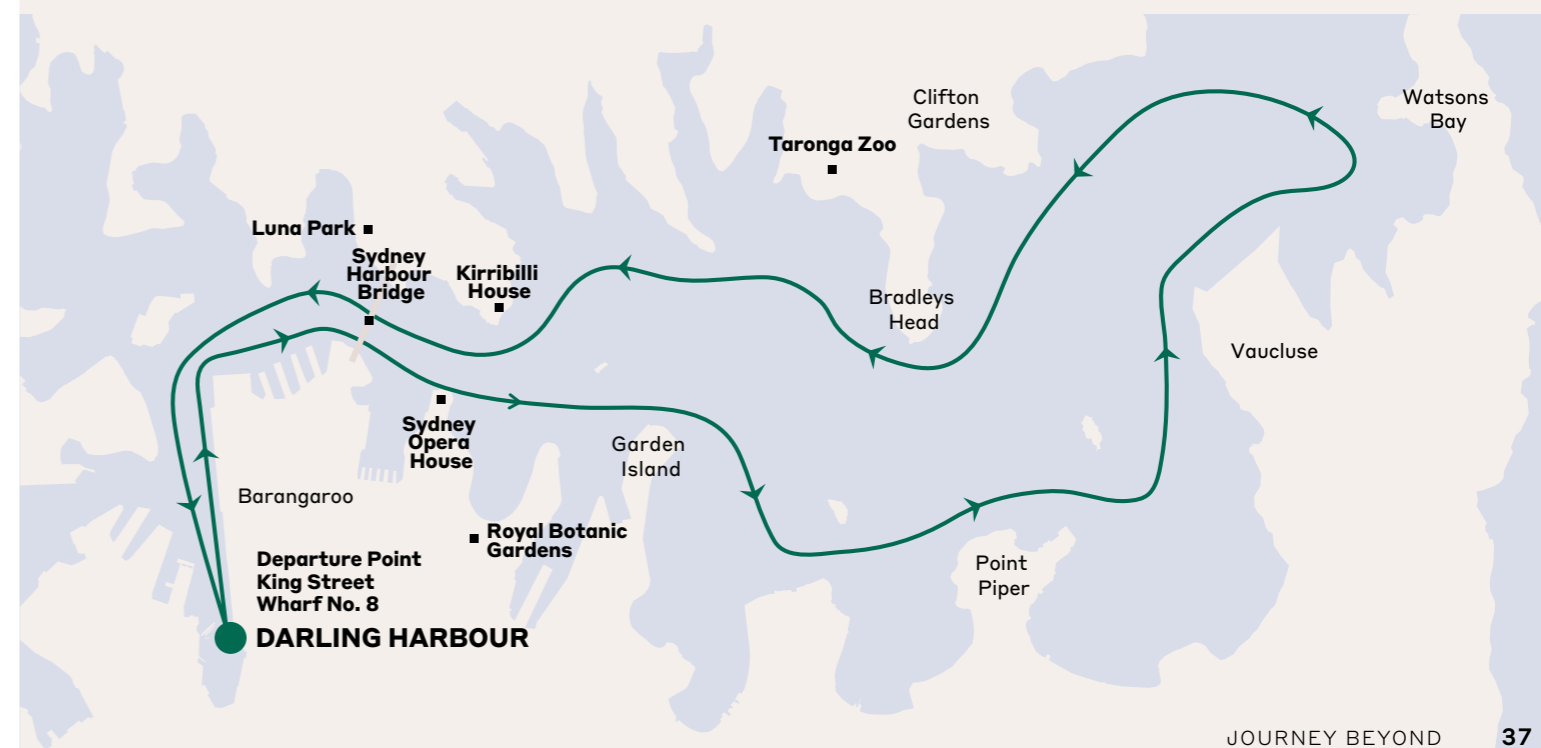 Clifton
Gardens
Watsons
Bay
Taronga Zoo
Luna Park
Sydney
Harbour
Bridge
Kirribilli
House
Bradleys
Head
Vaucluse
Sydney
Opera
House
Garden
Island
Barangaroo
Royal Botanic
Gardens
Departure Point
King Street
Wharf No. 8
Point
Piper
DARLING HARBOUR
JOURNEY BEYOND 37